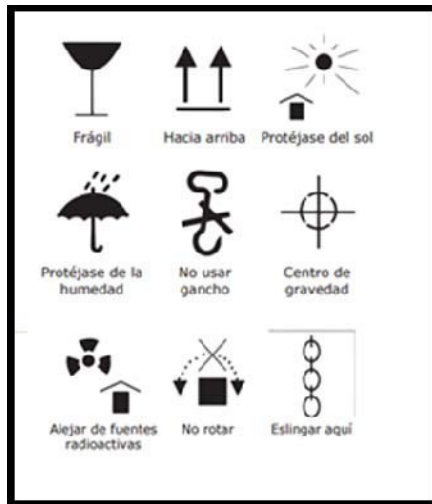 Frágil Hacia arriba Protéjase del sol
Protéjase de la humedad
No usar gancho
Centro de gravedad
Alejar de fuentes radioactivas
No rotar
Eslingar aquí